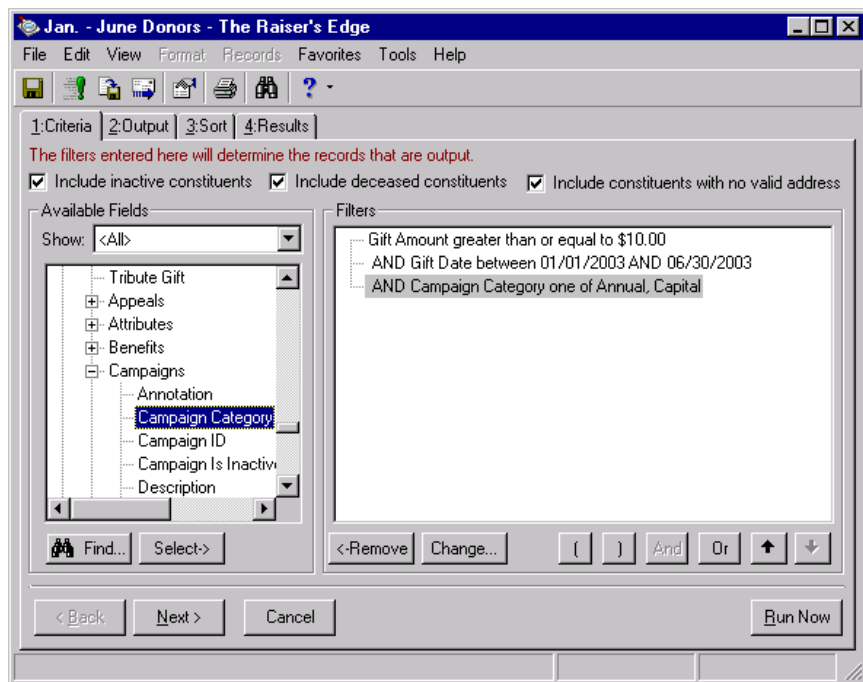 Jan. - June Donors - The Raiser's Edge
File Edit View Format Records Favorites Tools Help
?
1:Criteria 2:Output 3:Sort 4:Results
The filters entered here will determine the records that are output.
Include inactive constituents Include deceased constituents Include constituents with no valid address
Available Fields
Show: <All>
Tribute Gift
Appeals
Attributes
Benefits
Campaigns
Annotation
Campaign Category
Campaign ID
Campaign Is Inactiv
Description
Find... Select->
Filters
Gift Amount greater than or equal to $10.00
AND Gift Date between 01/01/2003 AND 06/30/2003
AND Campaign Category one of Annual, Capital
<-Remove Change... ( ) And Or
< Back Next > Cancel Run Now